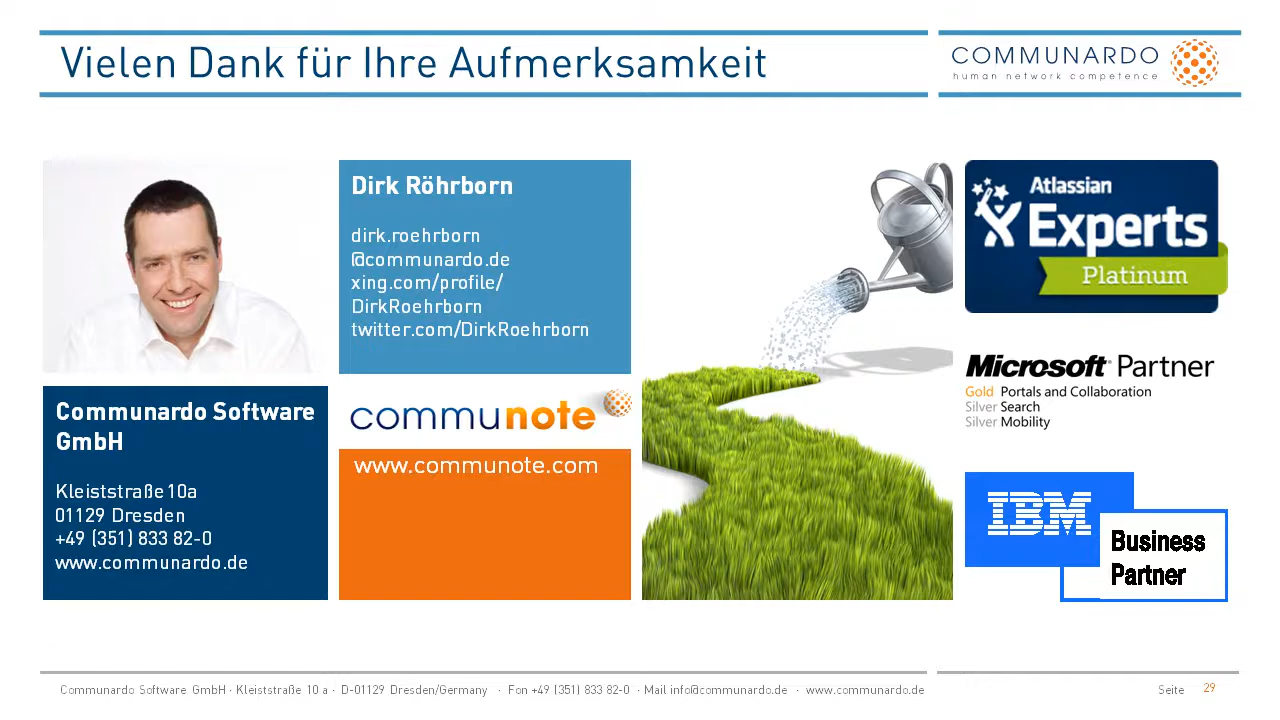 Vielen Dank für Ihre Aufmerksamkeit
COMMUNARDO
human network competence
Dirk Röhrborn
dirk.roehrborn
@communardo.de
xing.com/profile/
DirkRoehrborn
twitter.com/DirkRoehrborn
Communardo Software
GmbH
Kleiststraße 10a
01129 Dresden
+49 (351) 833 82-0
www.communardo.de
communote
www.communote.com
Atlassian
Experts
Platinum
Microsoft Partner
Gold Portals and Collaboration
Silver Search
Silver Mobility
IBM
Business
Partner
Communardo Software GmbH · Kleiststraße 10 a · D-01129 Dresden/Germany · Fon +49 (351) 833 82-0 · Mail info@communardo.de · www.communardo.de
Seite 29